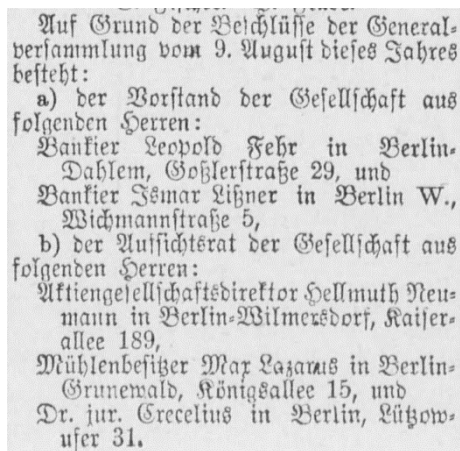 Auf Grund der Beschlüsse der General-
versammlung vom 9. August dieses Jahres
besteht:
a) der Vorstand der Gesellschaft aus
folgenden Herren:
Bankier Leopold Fehr in Berlin-
Dahlem, Goßlerstraße 29, und
Bankier Ismar Lißner in Berlin W.,
Wichmannstraße 5,
b) der Aufsichtsrat der Gesellschaft aus
folgenden Herren:
Aktiengesellschaftsdirektor Hellmuth Neu-
mann in Berlin-Wilmersdorf, Kaiser-
allee 189,
Mühlenbesitzer Max Lazarus in Berlin-
Grunewald, Königsallee 15, und
Dr. jur. Crecelius in Berlin, Lützow-
ufer 31.